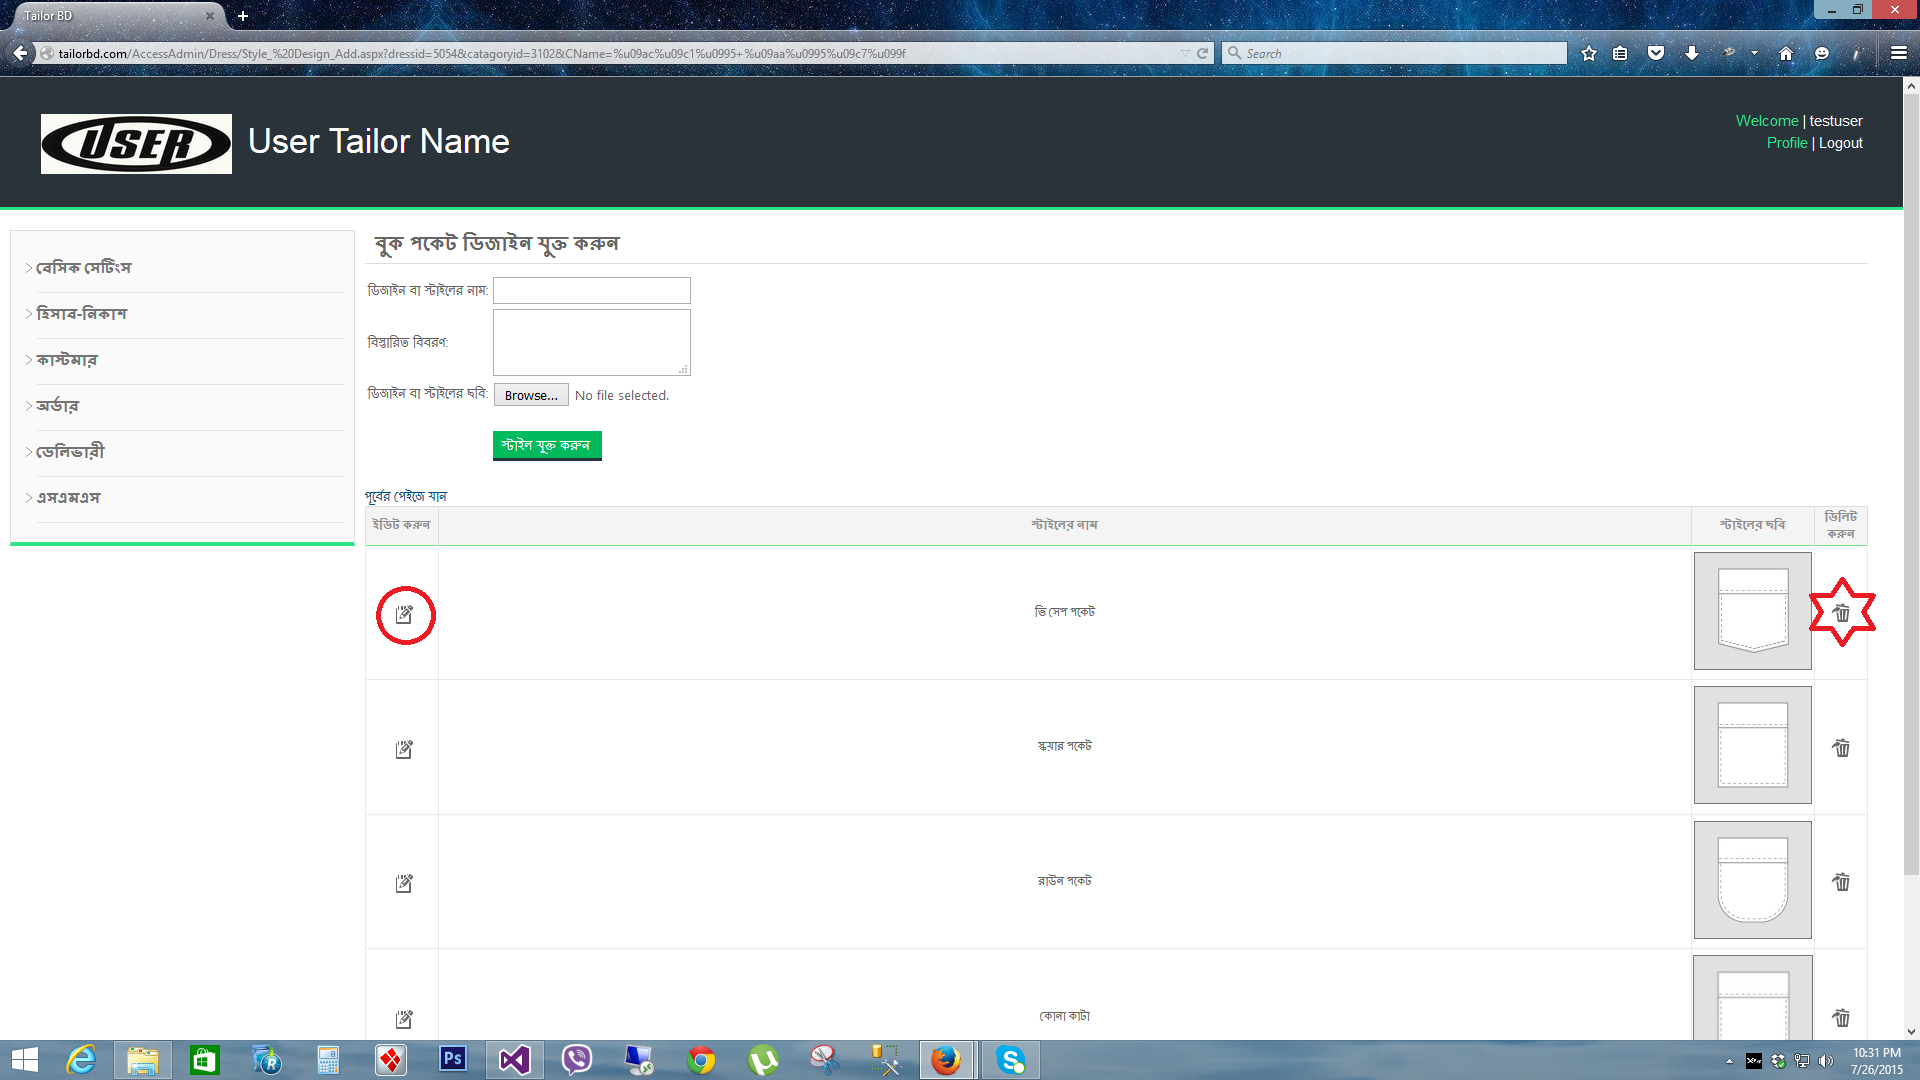 Tailor BD
tailorbd.com/AccessAdmin/Dress/Style_%20Design_Add.aspx?dressid=5054&catagoryid=3102&CName=%u09ac%u09c1%u0995+%u09aa%u0995%u09c7%u099f
Search
USER
User Tailor Name
Welcome | testuser
Profile | Logout
বেসিক সেটিংস
হিসাব-নিকাশ
কাস্টমার
অর্ডার
ডেলিভারী
এসএমএস
বুক পকেট ডিজাইন যুক্ত করুন
ডিজাইন বা স্টাইলের নাম:
বিস্তারিত বিবরণ:
ডিজাইন বা স্টাইলের ছবি: Browse... No file selected.
স্টাইল যুক্ত করুন
পূর্বের পেইজে যান
ইডিট করুন স্টাইলের নাম স্টাইলের ছবি ডিলিট করুন
ভি সেপ পকেট
স্কয়ার পকেট
রাউন পকেট
কোনা কাটা
Ps
10:31 PM
7/26/2015